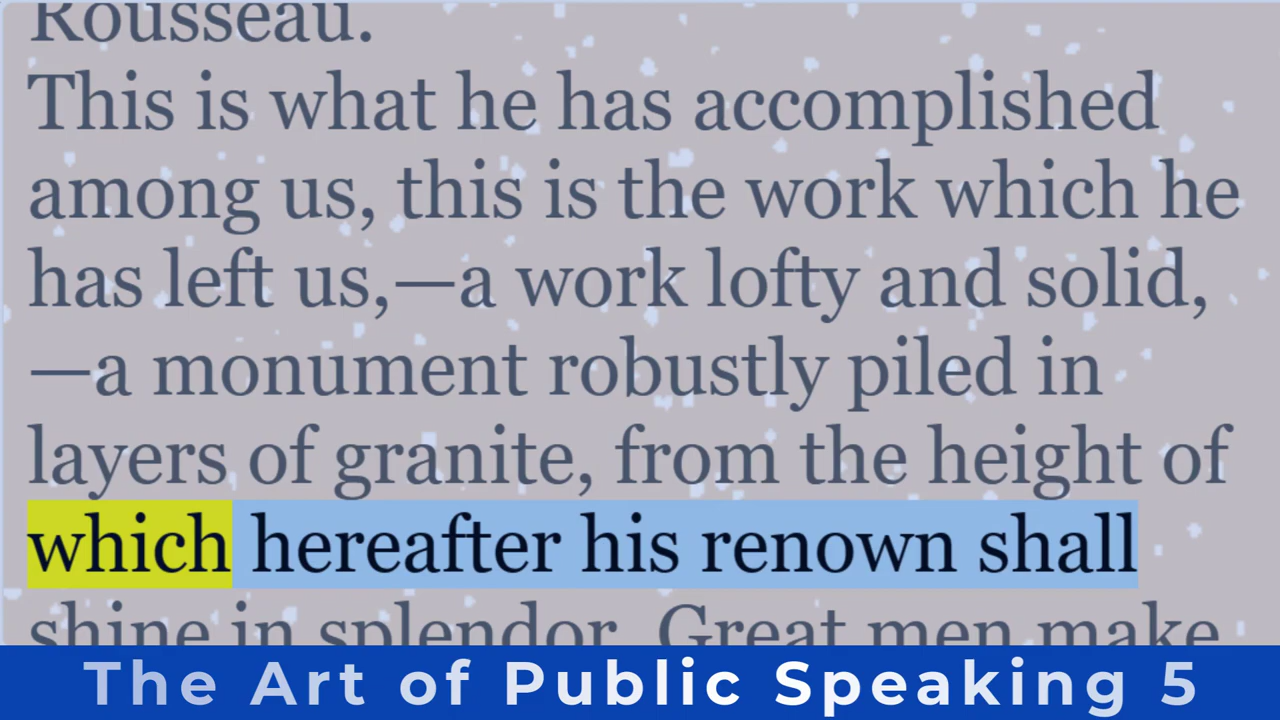 Rousseau.
This is what he has accomplished
among us, this is the work which he
has left us,—a work lofty and solid,
—a monument robustly piled in
layers of granite, from the height of
which hereafter his renown shall
shine in splendor. Great men make
The Art of Public Speaking 5